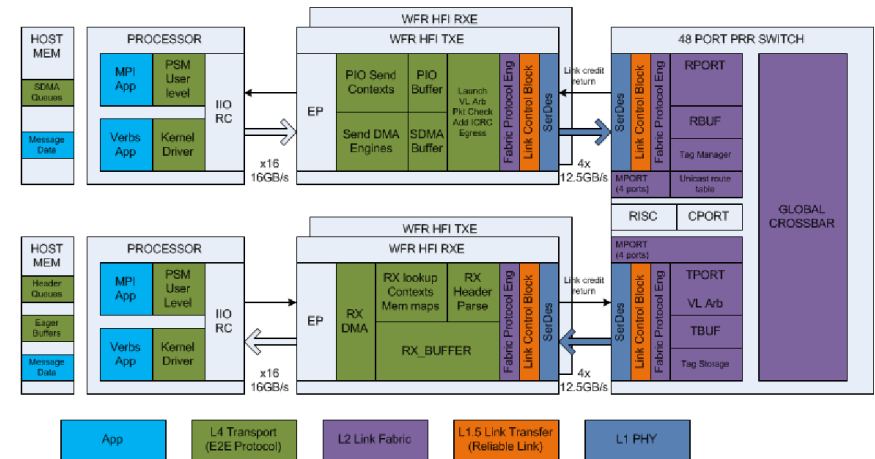 WFR HFI RXE
HOST
MEM
PROCESSOR
WFR HFI TXE
48 PORT PRR SWITCH
SDMA
Queues
Message
Data
MPI
App
PSM
User
level
Verbs
App
Kernel
Driver
IIO
RC
x16
16GB/s
EP
PIO Send
Contexts
PIO
Buffer
Send DMA
Engines
SDMA
Buffer
Launch
VL Arb
Pkt Check
Add ICRC
Egress
Fabric Protocol Eng
Link Control Block
SerDes
Link credit
return
4x
12.5GB/s
SerDes
Link Control Block
Fabric Protocol Eng
RPORT
RBUF
Tag Manager
MPORT
(4 ports)
Unicast route
table
RISC
CPORT
GLOBAL
CROSSBAR
WFR HFI TXE
HOST
MEM
PROCESSOR
WFR HFI RXE
Header
Queues
Eager
Buffers
Message
Data
MPI
App
PSM
User
Level
Verbs
App
Kernel
Driver
IIO
RC
x16
16GB/s
EP
RX
DMA
RX lookup
Contexts
Mem maps
RX
Header
Parse
RX_BUFFER
Fabric Protocol Eng
Link Control Block
SerDes
Link credit
return
4x
12.5GB/s
MPORT
(4 ports)
SerDes
Link Control Block
Fabric Protocol Eng
TPORT
VL Arb
TBUF
Tag Storage
App
L4 Transport
(E2E Protocol)
L2 Link Fabric
L1.5 Link Transfer
(Reliable Link)
L1 PHY